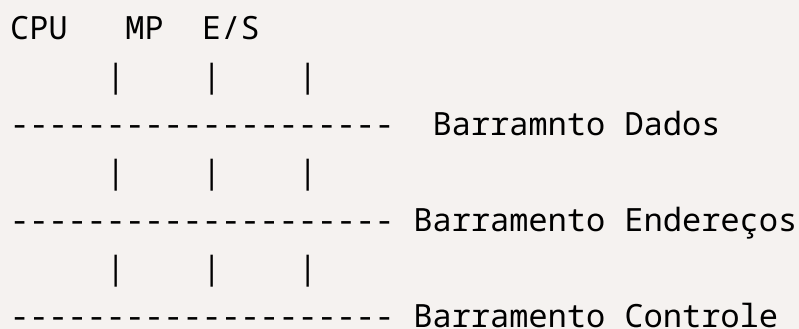 CPU   MP  E/S
     |    |    |
-------------------- Barramnto Dados
     |    |    |
-------------------- Barramento Endereços
     |    |    |
-------------------- Barramento Controle